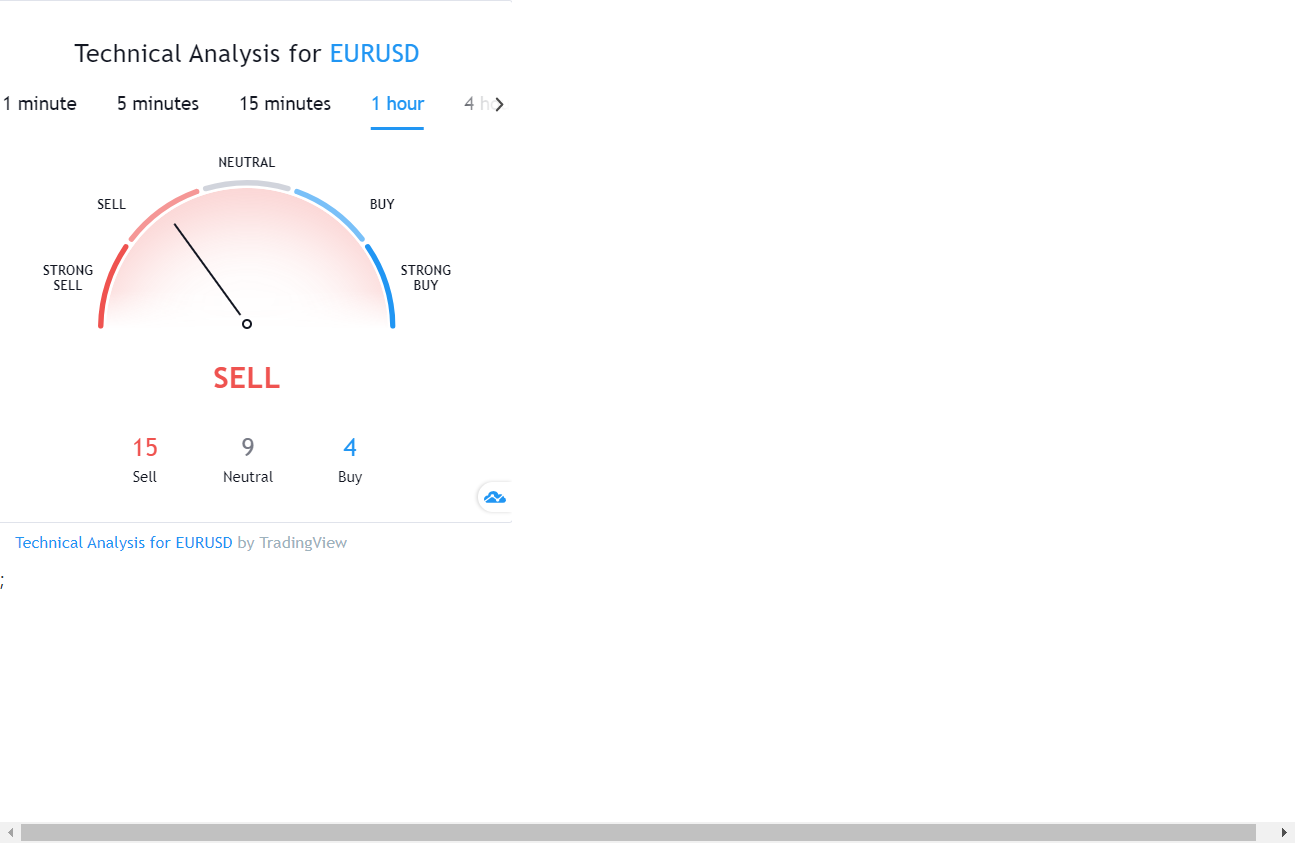 Technical Analysis for EURUSD
1 minute 5 minutes 15 minutes 1 hour 4 ho
NEUTRAL
SELL BUY
STRONG SELL
STRONG BUY
SELL
15 9 4
Sell Neutral Buy
Technical Analysis for EURUSD by TradingView
;